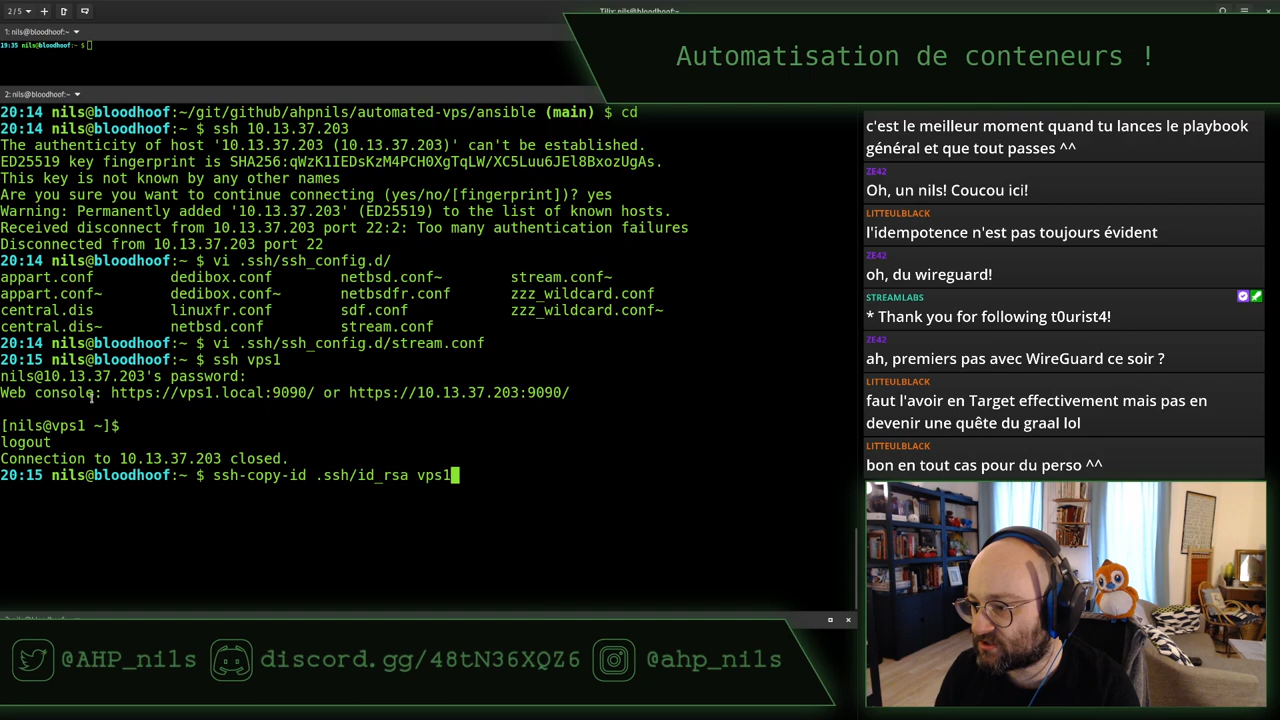 2 / 5
Tilix: nils@bloodhoof:~
1: nils@bloodhoof:~
19:35 nils@bloodhoof:~ $
2: nils@bloodhoof:~
20:14 nils@bloodhoof:~/git/github/ahpnils/automated-vps/ansible (main) $ cd
20:14 nils@bloodhoof:~ $ ssh 10.13.37.203
The authenticity of host '10.13.37.203 (10.13.37.203)' can't be established.
ED25519 key fingerprint is SHA256:qWzK1IEDsKzM4PCH0XgTqLW/XC5Luu6JEl8BxozUgAs.
This key is not known by any other names
Are you sure you want to continue connecting (yes/no/[fingerprint])? yes
Warning: Permanently added '10.13.37.203' (ED25519) to the list of known hosts.
Received disconnect from 10.13.37.203 port 22:2: Too many authentication failures
Disconnected from 10.13.37.203 port 22
20:14 nils@bloodhoof:~ $ vi .ssh/ssh_config.d/
appart.conf dedibox.conf netbsd.conf~ stream.conf~
appart.conf~ dedibox.conf~ netbsdfr.conf zzz_wildcard.conf
central.dis linuxfr.conf sdf.conf zzz_wildcard.conf~
central.dis~ netbsd.conf stream.conf
20:14 nils@bloodhoof:~ $ vi .ssh/ssh_config.d/stream.conf
20:15 nils@bloodhoof:~ $ ssh vps1
nils@10.13.37.203's password:
Web console: https://vps1.local:9090/ or https://10.13.37.203:9090/
[nils@vps1 ~]$
logout
Connection to 10.13.37.203 closed.
20:15 nils@bloodhoof:~ $ ssh-copy-id .ssh/id_rsa vps1
Automatisation de conteneurs !
c'est le meilleur moment quand tu lances le playbook
général et que tout passes ^^
ZE42
Oh, un nils! Coucou ici!
LITTEULBLACK
l'idempotence n'est pas toujours évident
ZE42
oh, du wireguard!
STREAMLABS
* Thank you for following t0urist4!
ZE42
ah, premiers pas avec WireGuard ce soir ?
LITTEULBLACK
faut l'avoir en Target effectivement mais pas en
devenir une quête du graal lol
LITTEULBLACK
bon en tout cas pour du perso ^^
@AHP_nils discord.gg/48tN36XQZ6 @ahp_nils